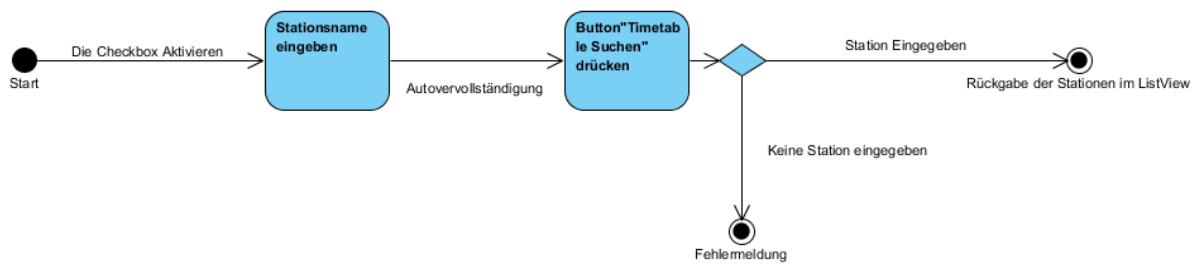 Stationsname
eingeben
Button"Timetab
le Suchen"
drücken
Die Checkbox Aktivieren
Station Eingegeben
Start
Autovervollständigung
Rückgabe der Stationen im ListView
Keine Station eingegeben
Fehlermeldung